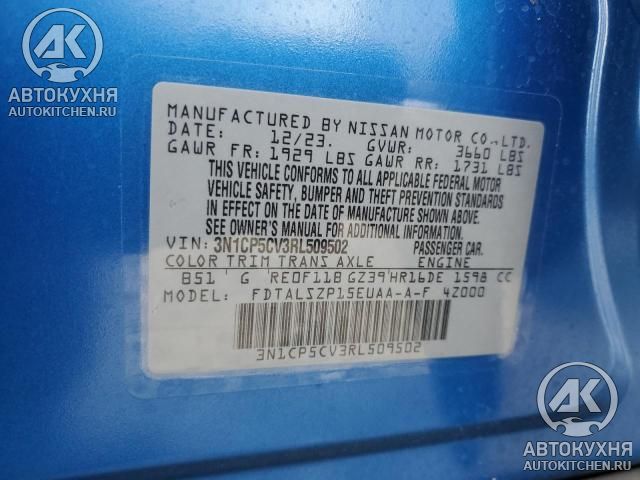 АВТОКУХНЯ
AUTOKITCHEN.RU
MANUFACTURED BY NISSAN MOTOR CO.,LTD.
DATE: 12/23. GVWR: 3660 LBS
GAWR FR: 1929 LBS GAWR RR: 1731 LBS
THIS VEHICLE CONFORMS TO ALL APPLICABLE FEDERAL MOTOR
VEHICLE SAFETY, BUMPER AND THEFT PREVENTION STANDARDS
IN EFFECT ON THE DATE OF MANUFACTURE SHOWN ABOVE.
SEE OWNER'S MANUAL FOR ADDITIONAL INFORMATION
VIN: 3N1CP5CV3RL509502 PASSENGER CAR.
COLOR TRIM TRANS AXLE ENGINE
B51 G RE0F11B GZ39 HR16DE 1598 CC
MODEL: FDTALSZP15EUAA-A-F 4Z000
3N1CP5CV3RL509502
АК
АВТОКУХНЯ
AUTOKITCHEN.RU